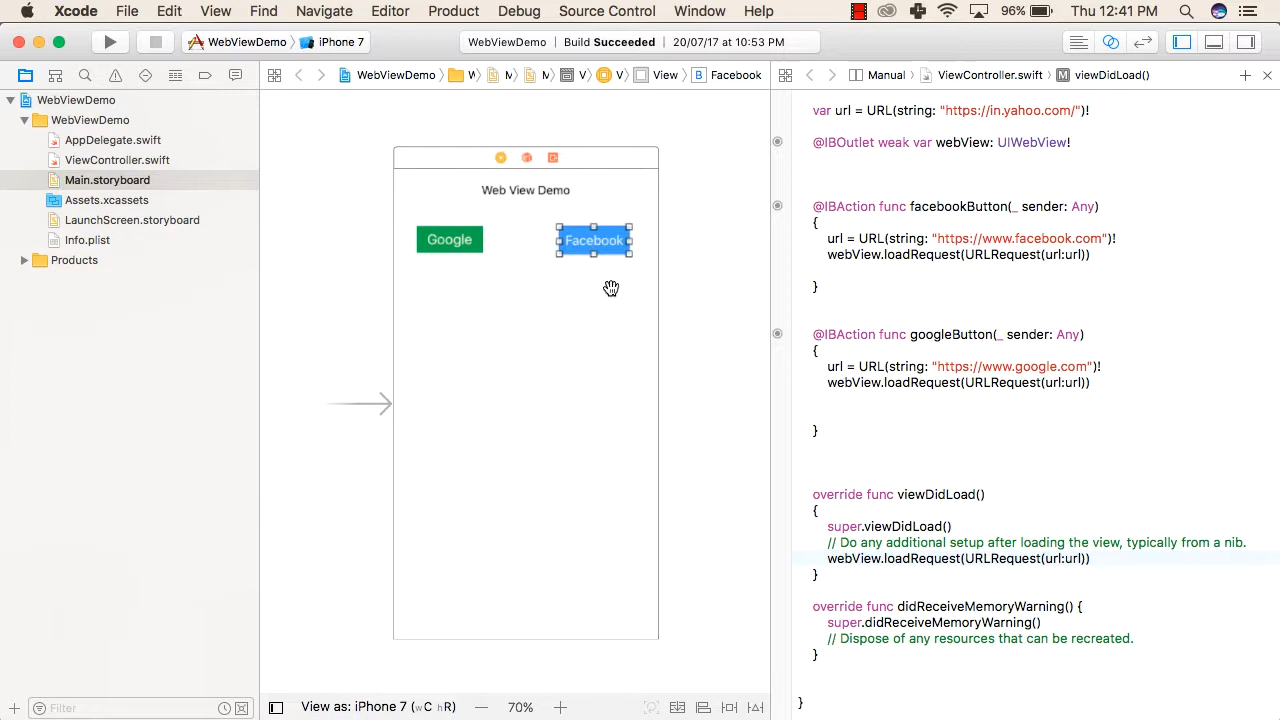 Xcode File Edit View Find Navigate Editor Product Debug Source Control Window Help 96% Thu 12:41 PM
WebViewDemo iPhone 7 WebViewDemo Build Succeeded 20/07/17 at 10:53 PM
WebViewDemo W M M V V View B Facebook Manual ViewController.swift M viewDidLoad()
WebViewDemo
WebViewDemo
AppDelegate.swift
ViewController.swift
Main.storyboard
Assets.xcassets
LaunchScreen.storyboard
Info.plist
Products
Filter
Web View Demo
Google Facebook
View as: iPhone 7 (wC hR) 70%
var url = URL(string: "https://in.yahoo.com/")!
@IBOutlet weak var webView: UIWebView!
@IBAction func facebookButton(_ sender: Any)
{
url = URL(string: "https://www.facebook.com")!
webView.loadRequest(URLRequest(url:url))
}
@IBAction func googleButton(_ sender: Any)
{
url = URL(string: "https://www.google.com")!
webView.loadRequest(URLRequest(url:url))
}
override func viewDidLoad()
{
super.viewDidLoad()
// Do any additional setup after loading the view, typically from a nib.
webView.loadRequest(URLRequest(url:url))
}
override func didReceiveMemoryWarning() {
super.didReceiveMemoryWarning()
// Dispose of any resources that can be recreated.
}
}